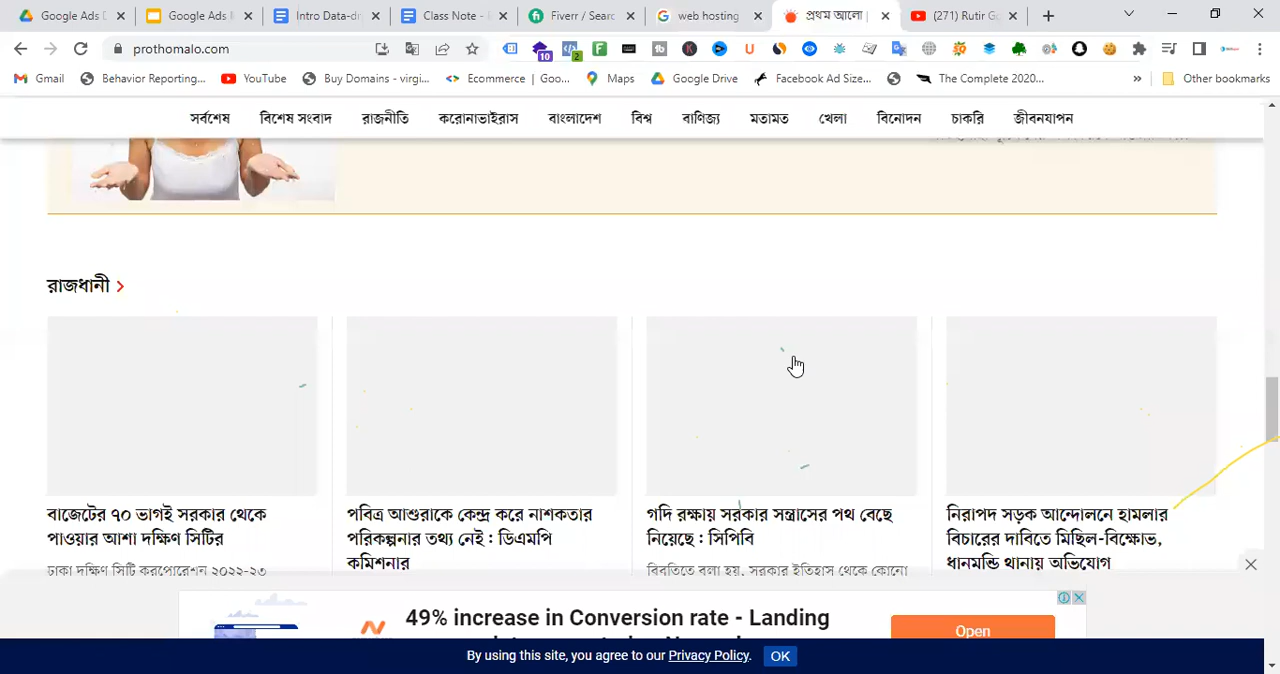 Google Ads D
Google Ads I
Intro Data-dr
Class Note -
Fiverr / Searc
web hosting
প্রথম আলো |
(271) Rutir Go
prothomalo.com
10
2
Gmail
Behavior Reporting...
YouTube
Buy Domains - virgi...
Ecommerce | Goo...
Maps
Google Drive
Facebook Ad Size...
The Complete 2020...
»
Other bookmarks
সর্বশেষ
বিশেষ সংবাদ
রাজনীতি
করোনাভাইরাস
বাংলাদেশ
বিশ্ব
বাণিজ্য
মতামত
খেলা
বিনোদন
চাকরি
জীবনযাপন
রাজধানী
বাজেটের ৭০ ভাগই সরকার থেকে
পাওয়ার আশা দক্ষিণ সিটির
ঢাকা দক্ষিণ সিটি করপোরেশন ২০২২-২৩
পবিত্র আশুরাকে কেন্দ্র করে নাশকতার
পরিকল্পনার তথ্য নেই : ডিএমপি
কমিশনার
গদি রক্ষায় সরকার সন্ত্রাসের পথ বেছে
নিয়েছে : সিপিবি
বিবৃতিতে বলা হয়, সরকার ইতিহাস থেকে কোনো
নিরাপদ সড়ক আন্দোলনে হামলার
বিচারের দাবিতে মিছিল-বিক্ষোভ,
ধানমন্ডি থানায় অভিযোগ
49% increase in Conversion rate - Landing
Open
By using this site, you agree to our Privacy Policy.
OK